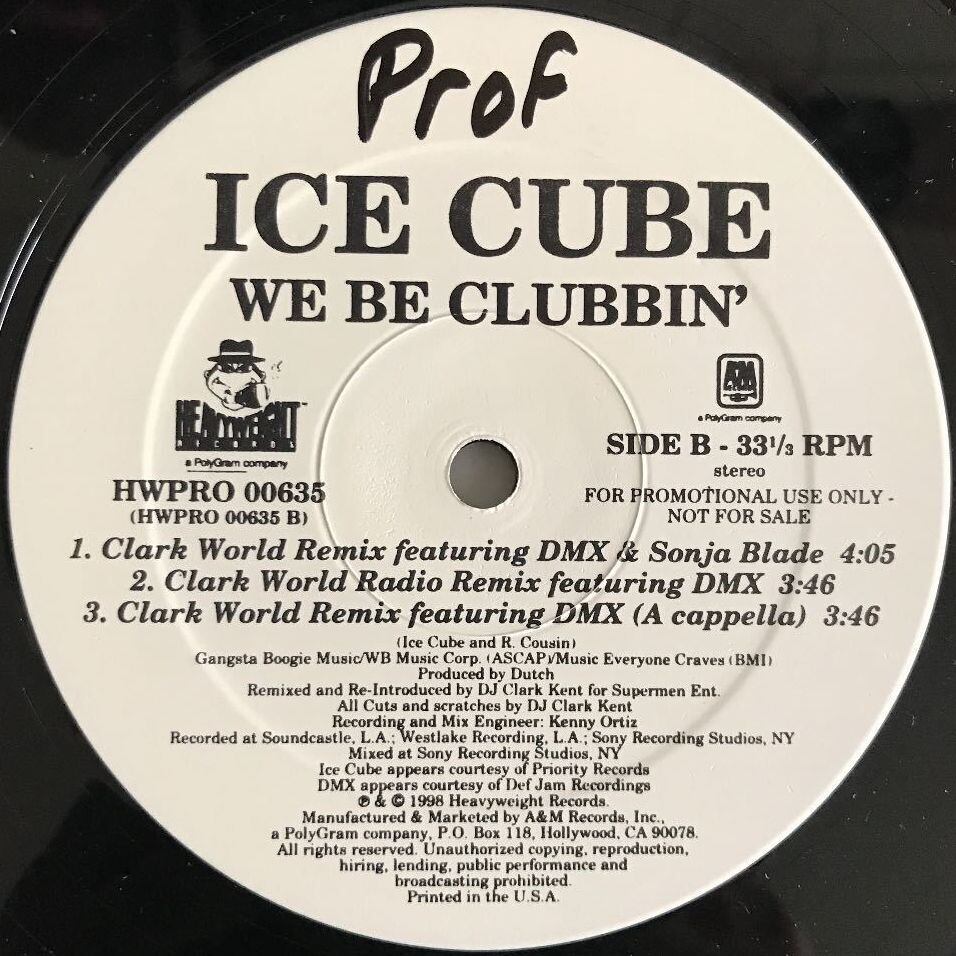 Prof
ICE CUBE
WE BE CLUBBIN’
HEAVYWEIGHT™
RECORDS
a PolyGram company
HWPRO 00635
(HWPRO 00635 B)
A&M
RECORDS
a PolyGram company
SIDE B - 33⅓ RPM
stereo
FOR PROMOTIONAL USE ONLY -
NOT FOR SALE
1. Clark World Remix featuring DMX & Sonja Blade 4:05
2. Clark World Radio Remix featuring DMX 3:46
3. Clark World Remix featuring DMX (A cappella) 3:46
(Ice Cube and R. Cousin)
Gangsta Boogie Music/WB Music Corp. (ASCAP)/Music Everyone Craves (BMI)
Produced by Dutch
Remixed and Re-Introduced by DJ Clark Kent for Supermen Ent.
All Cuts and scratches by DJ Clark Kent
Recording and Mix Engineer: Kenny Ortiz
Recorded at Soundcastle, L.A.; Westlake Recording, L.A.; Sony Recording Studios, NY
Mixed at Sony Recording Studios, NY
Ice Cube appears courtesy of Priority Records
DMX appears courtesy of Def Jam Recordings
℗ & © 1998 Heavyweight Records.
Manufactured & Marketed by A&M Records, Inc.,
a PolyGram company, P.O. Box 118, Hollywood, CA 90078.
All rights reserved. Unauthorized copying, reproduction,
hiring, lending, public performance and
broadcasting prohibited.
Printed in the U.S.A.